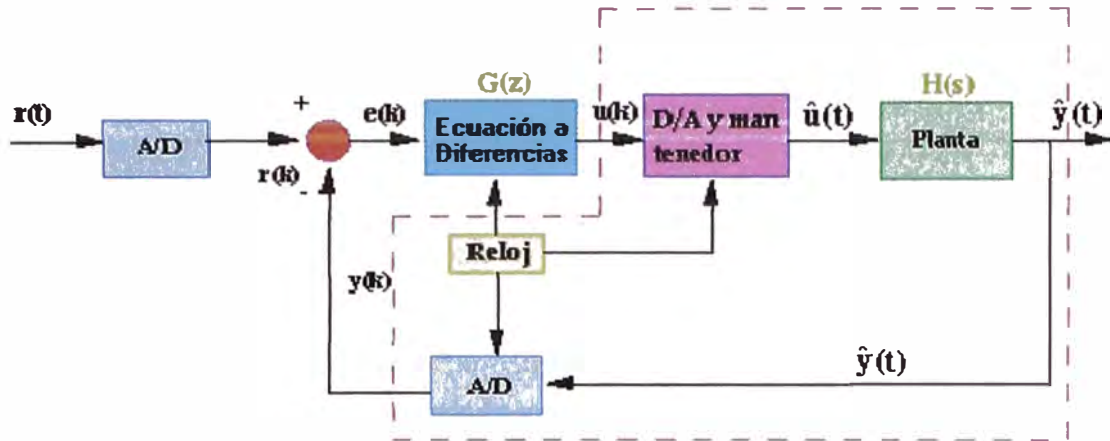 G(z)
H(s)
r(t)
+
e(k)
u(k)
û(t)
ŷ(t)
A/D
Ecuación a
Diferencias
D/A y man
tenedor
Planta
r(k)
-
Reloj
y(k)
ŷ(t)
A/D